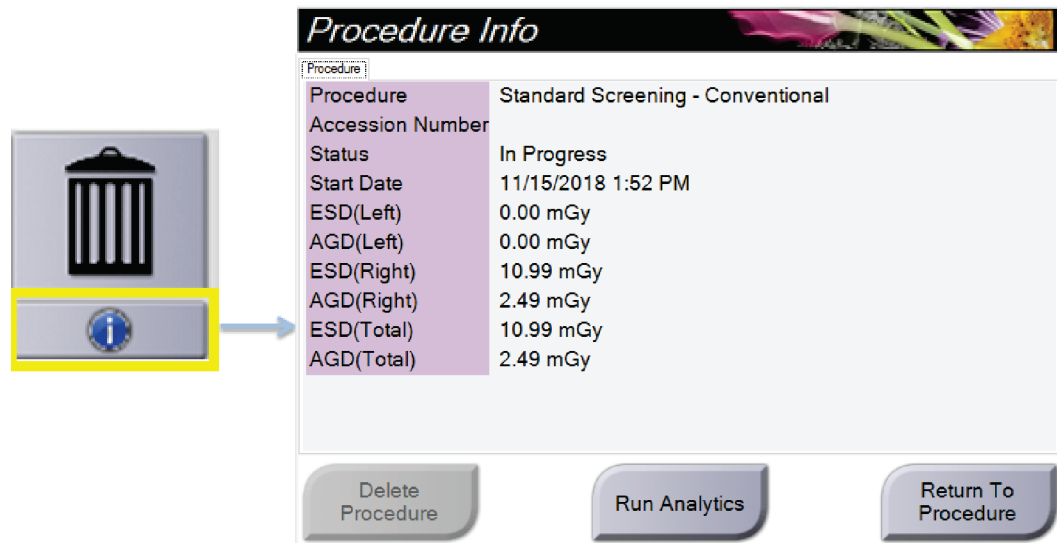 Procedure Info
Procedure
Procedure Standard Screening - Conventional
Accession Number
Status In Progress
Start Date 11/15/2018 1:52 PM
ESD(Left) 0.00 mGy
AGD(Left) 0.00 mGy
ESD(Right) 10.99 mGy
AGD(Right) 2.49 mGy
ESD(Total) 10.99 mGy
AGD(Total) 2.49 mGy
i
Delete
Procedure
Run Analytics
Return To
Procedure